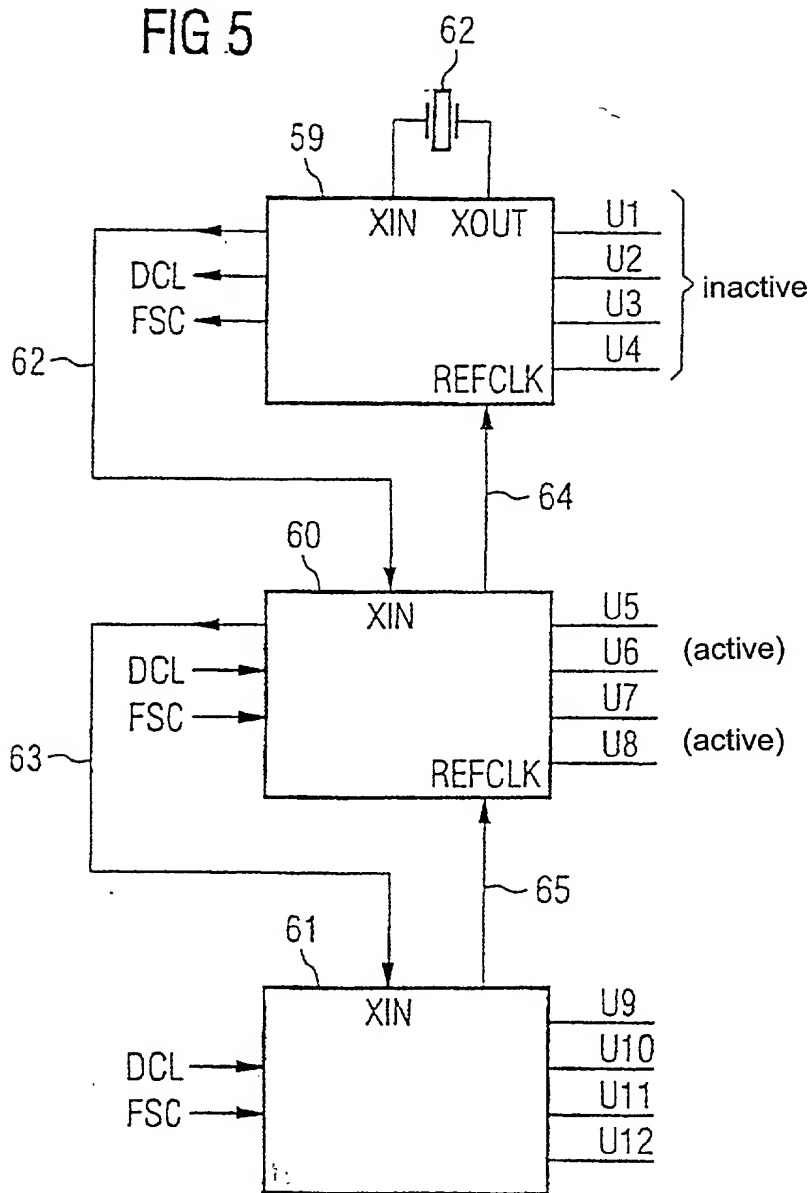 FIG 5
62
59
XIN XOUT
U1
DCL
U2
inactive
FSC
U3
62
U4
REFCLK
64
60
XIN
U5
DCL
U6 (active)
FSC
U7
63
U8 (active)
REFCLK
65
61
XIN
U9
DCL
U10
FSC
U11
U12